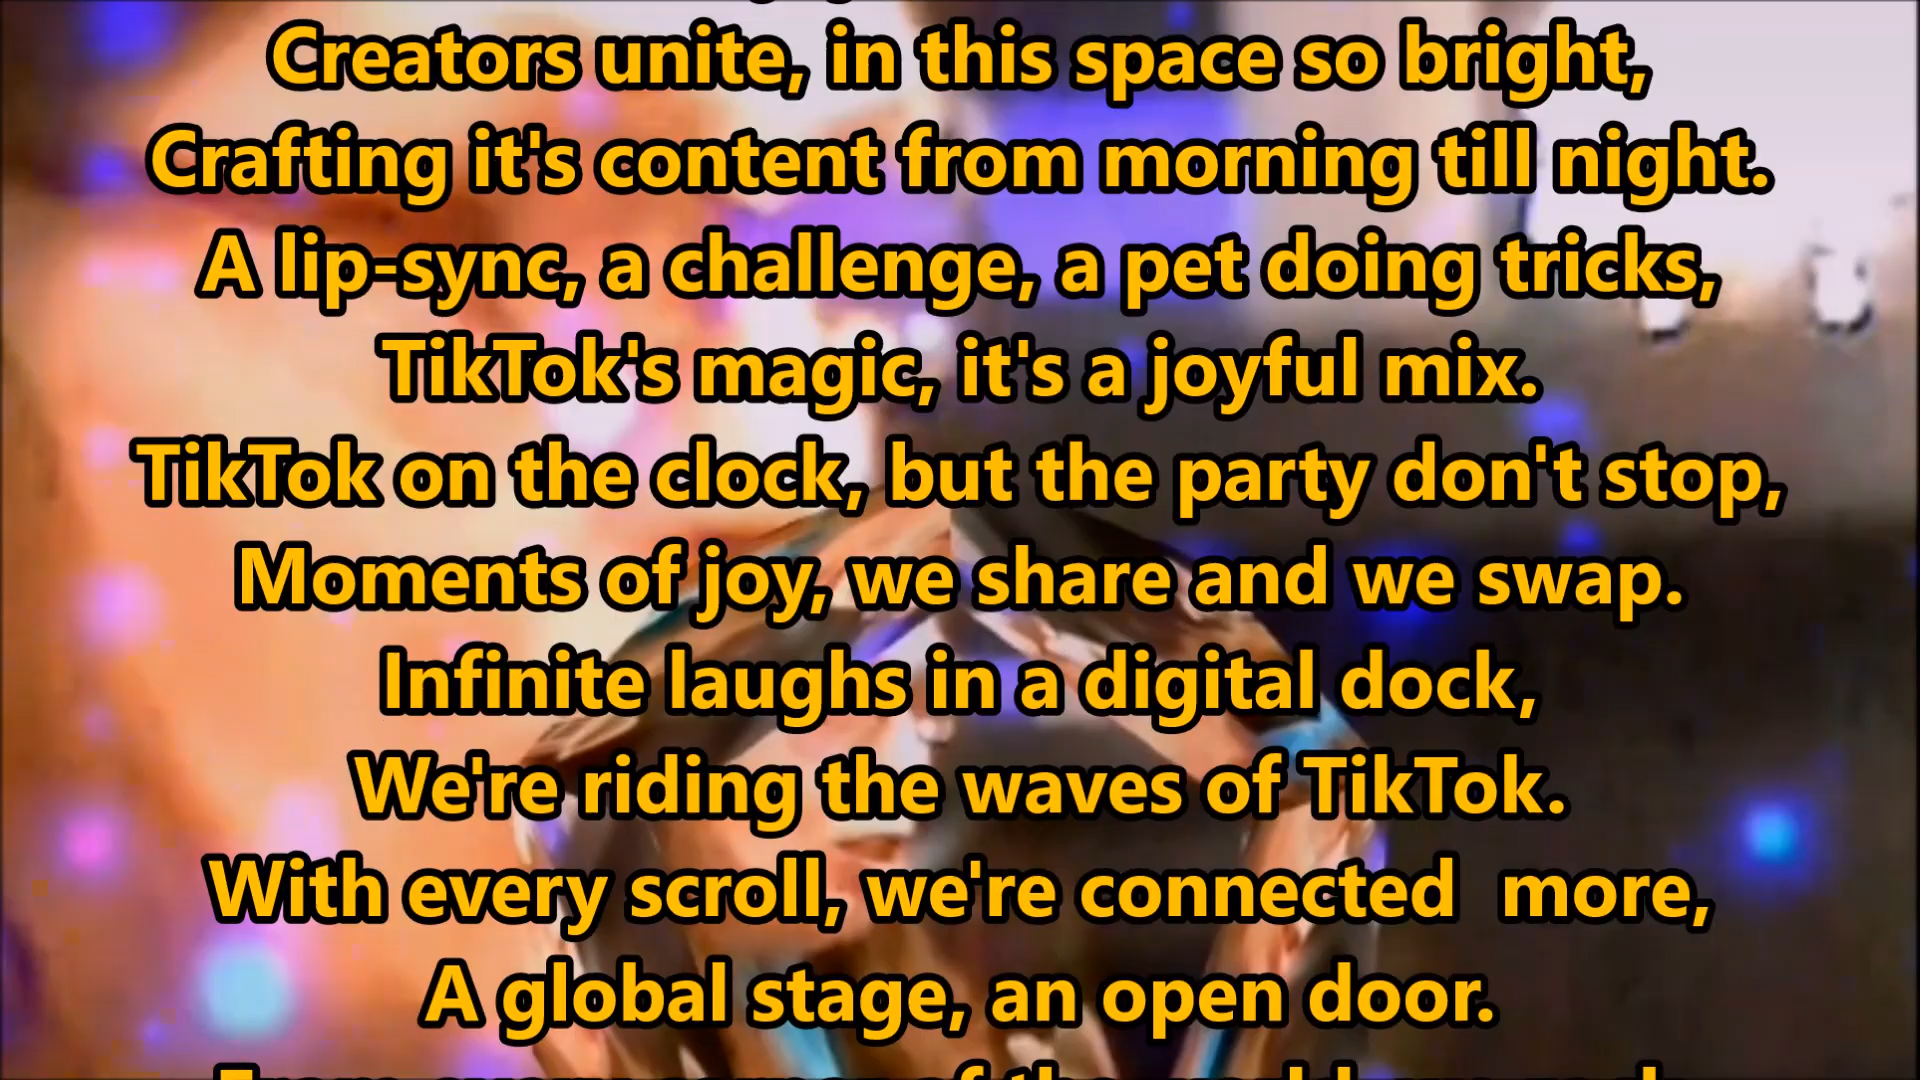 Creators unite, in this space so bright,
Crafting it's content from morning till night.
A lip-sync, a challenge, a pet doing tricks,
TikTok's magic, it's a joyful mix.
TikTok on the clock, but the party don't stop,
Moments of joy, we share and we swap.
Infinite laughs in a digital dock,
We're riding the waves of TikTok.
With every scroll, we're connected  more,
A global stage, an open door.